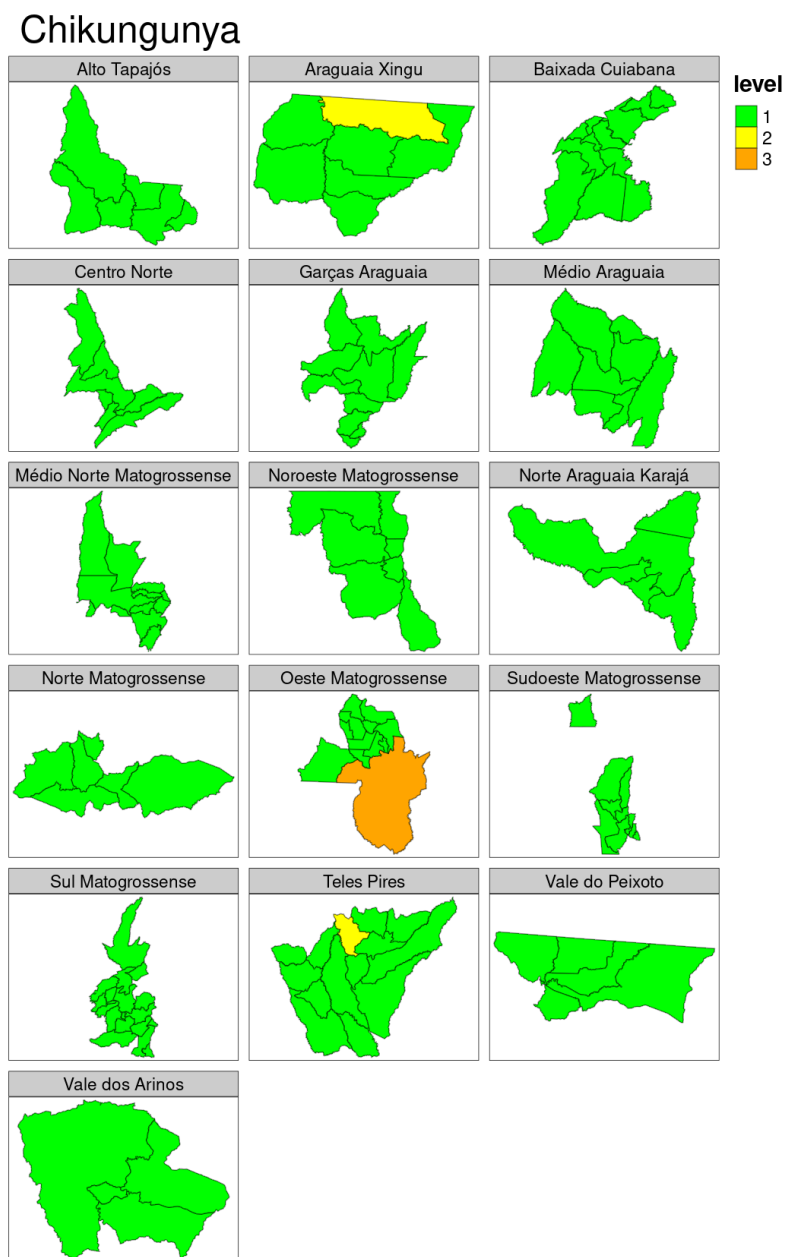 Chikungunya
Alto Tapajós
Araguaia Xingu
Baixada Cuiabana
level
1
2
3
Centro Norte
Garças Araguaia
Médio Araguaia
Médio Norte Matogrossense
Noroeste Matogrossense
Norte Araguaia Karajá
Norte Matogrossense
Oeste Matogrossense
Sudoeste Matogrossense
Sul Matogrossense
Teles Pires
Vale do Peixoto
Vale dos Arinos